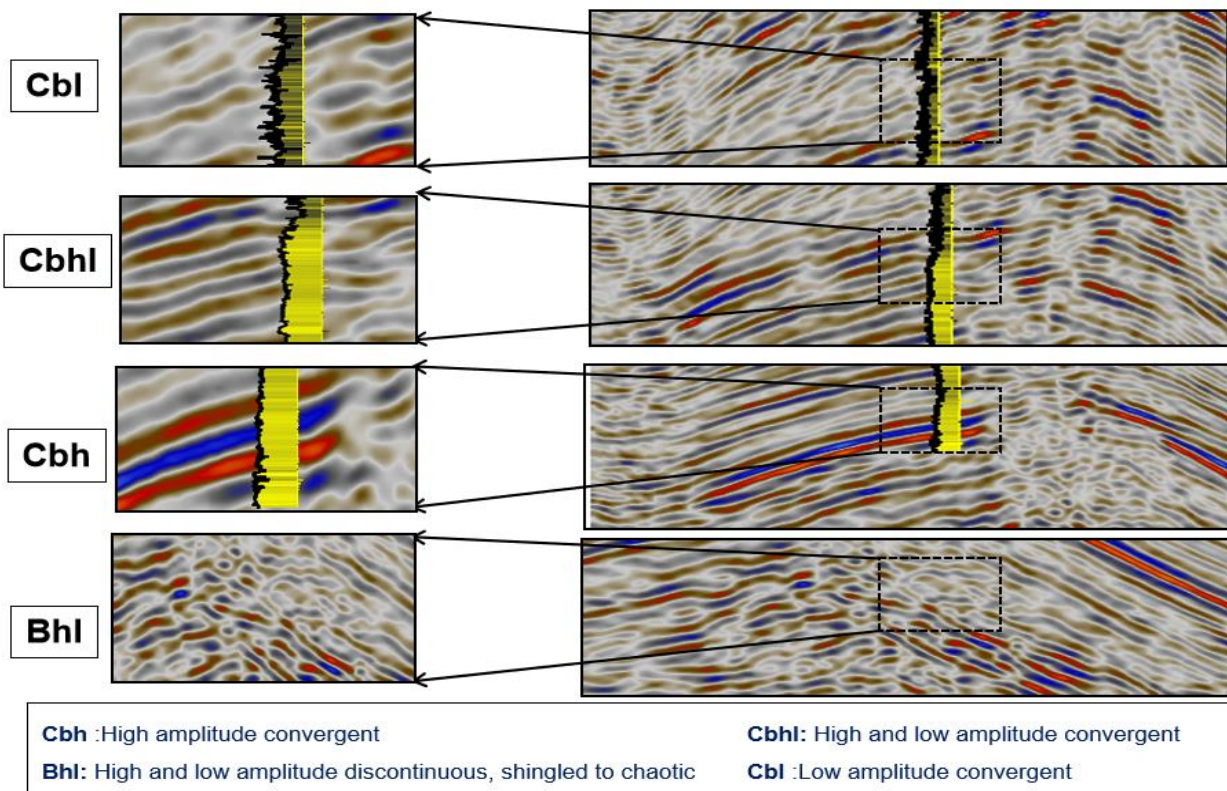 Cbl
Cbhl
Cbh
Bhl
Cbh :High amplitude convergent
Cbhl: High and low amplitude convergent
Bhl: High and low amplitude discontinuous, shingled to chaotic
Cbl :Low amplitude convergent